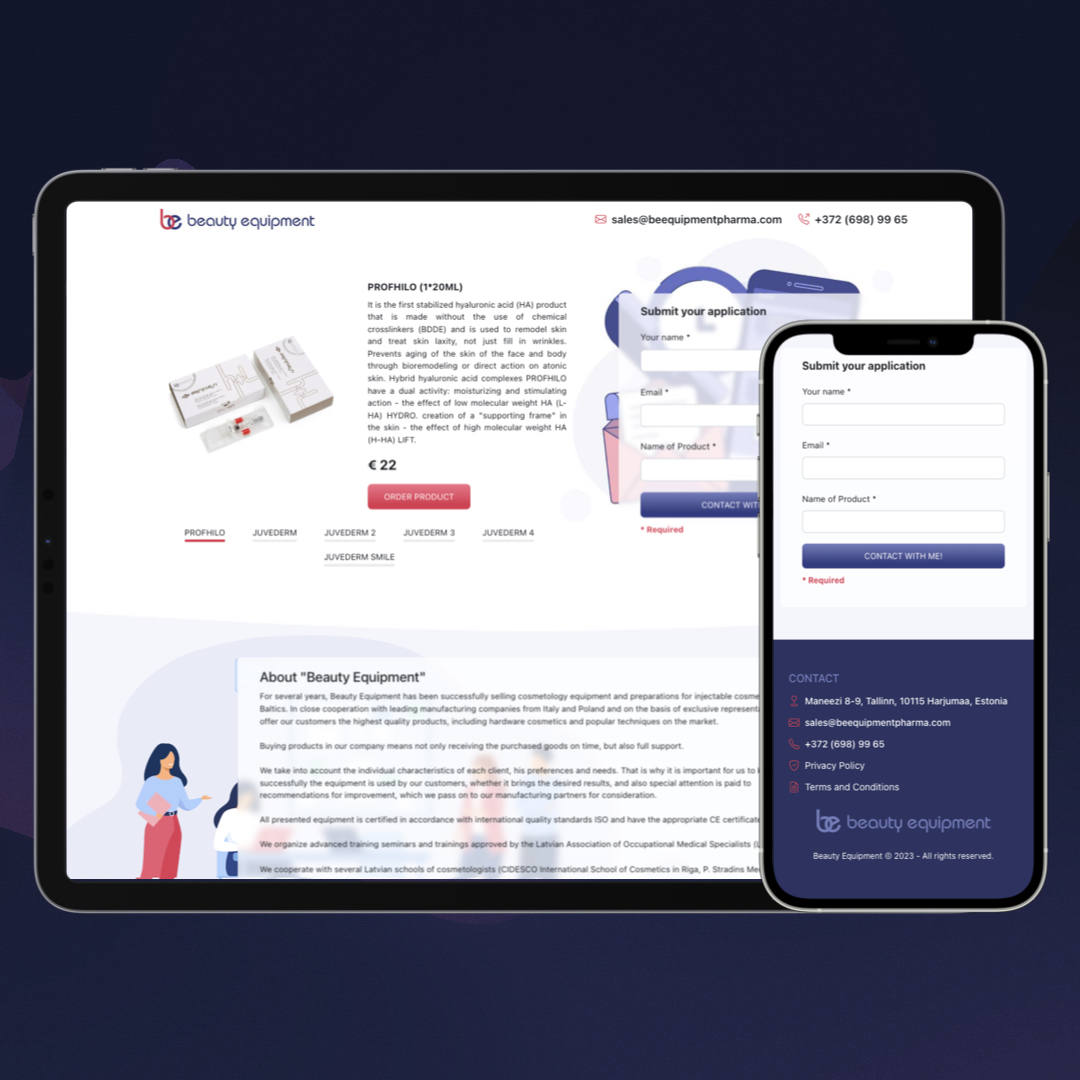 be beauty equipment
sales@beequipmentpharma.com
+372 (698) 99 65
PROFHILO (1*20ML)
It is the first stabilized hyaluronic acid (HA) product
that is made without the use of chemical
crosslinkers (BDDE) and is used to remodel skin
and treat skin laxity, not just fill in wrinkles.
Prevents aging of the skin of the face and body
through bioremodeling or direct action on atonic
skin. Hybrid hyaluronic acid complexes PROFHILO
have a dual activity: moisturizing and stimulating
action - the effect of low molecular weight HA (L-
HA) HYDRO. creation of a "supporting frame" in
the skin - the effect of high molecular weight HA
(H-HA) LIFT.
€ 22
ORDER PRODUCT
PROFHILO
JUVEDERM
JUVEDERM 2
JUVEDERM 3
JUVEDERM 4
JUVEDERM SMILE
Submit your application
Your name *
Email *
Name of Product *
CONTACT WIT
* Required
About "Beauty Equipment"
For several years, Beauty Equipment has been successfully selling cosmetology equipment and preparations for injectable cosme
Baltics. In close cooperation with leading manufacturing companies from Italy and Poland and on the basis of exclusive represent
offer our customers the highest quality products, including hardware cosmetics and popular techniques on the market.
Buying products in our company means not only receiving the purchased goods on time, but also full support.
We take into account the individual characteristics of each client, his preferences and needs. That is why it is important for us to
successfully the equipment is used by our customers, whether it brings the desired results, and also special attention is paid to
recommendations for improvement, which we pass on to our manufacturing partners for consideration.
All presented equipment is certified in accordance with international quality standards ISO and have the appropriate CE certificate
We organize advanced training seminars and trainings approved by the Latvian Association of Occupational Medical Specialists (
We cooperate with several Latvian schools of cosmetologists (CIDESCO International School of Cosmetics in Riga, P. Stradins Me
Submit your application
Your name *
Email *
Name of Product *
CONTACT WITH ME!
* Required
CONTACT
Maneezi 8-9, Tallinn, 10115 Harjumaa, Estonia
sales@beequipmentpharma.com
+372 (698) 99 65
Privacy Policy
Terms and Conditions
be beauty equipment
Beauty Equipment © 2023 - All rights reserved.